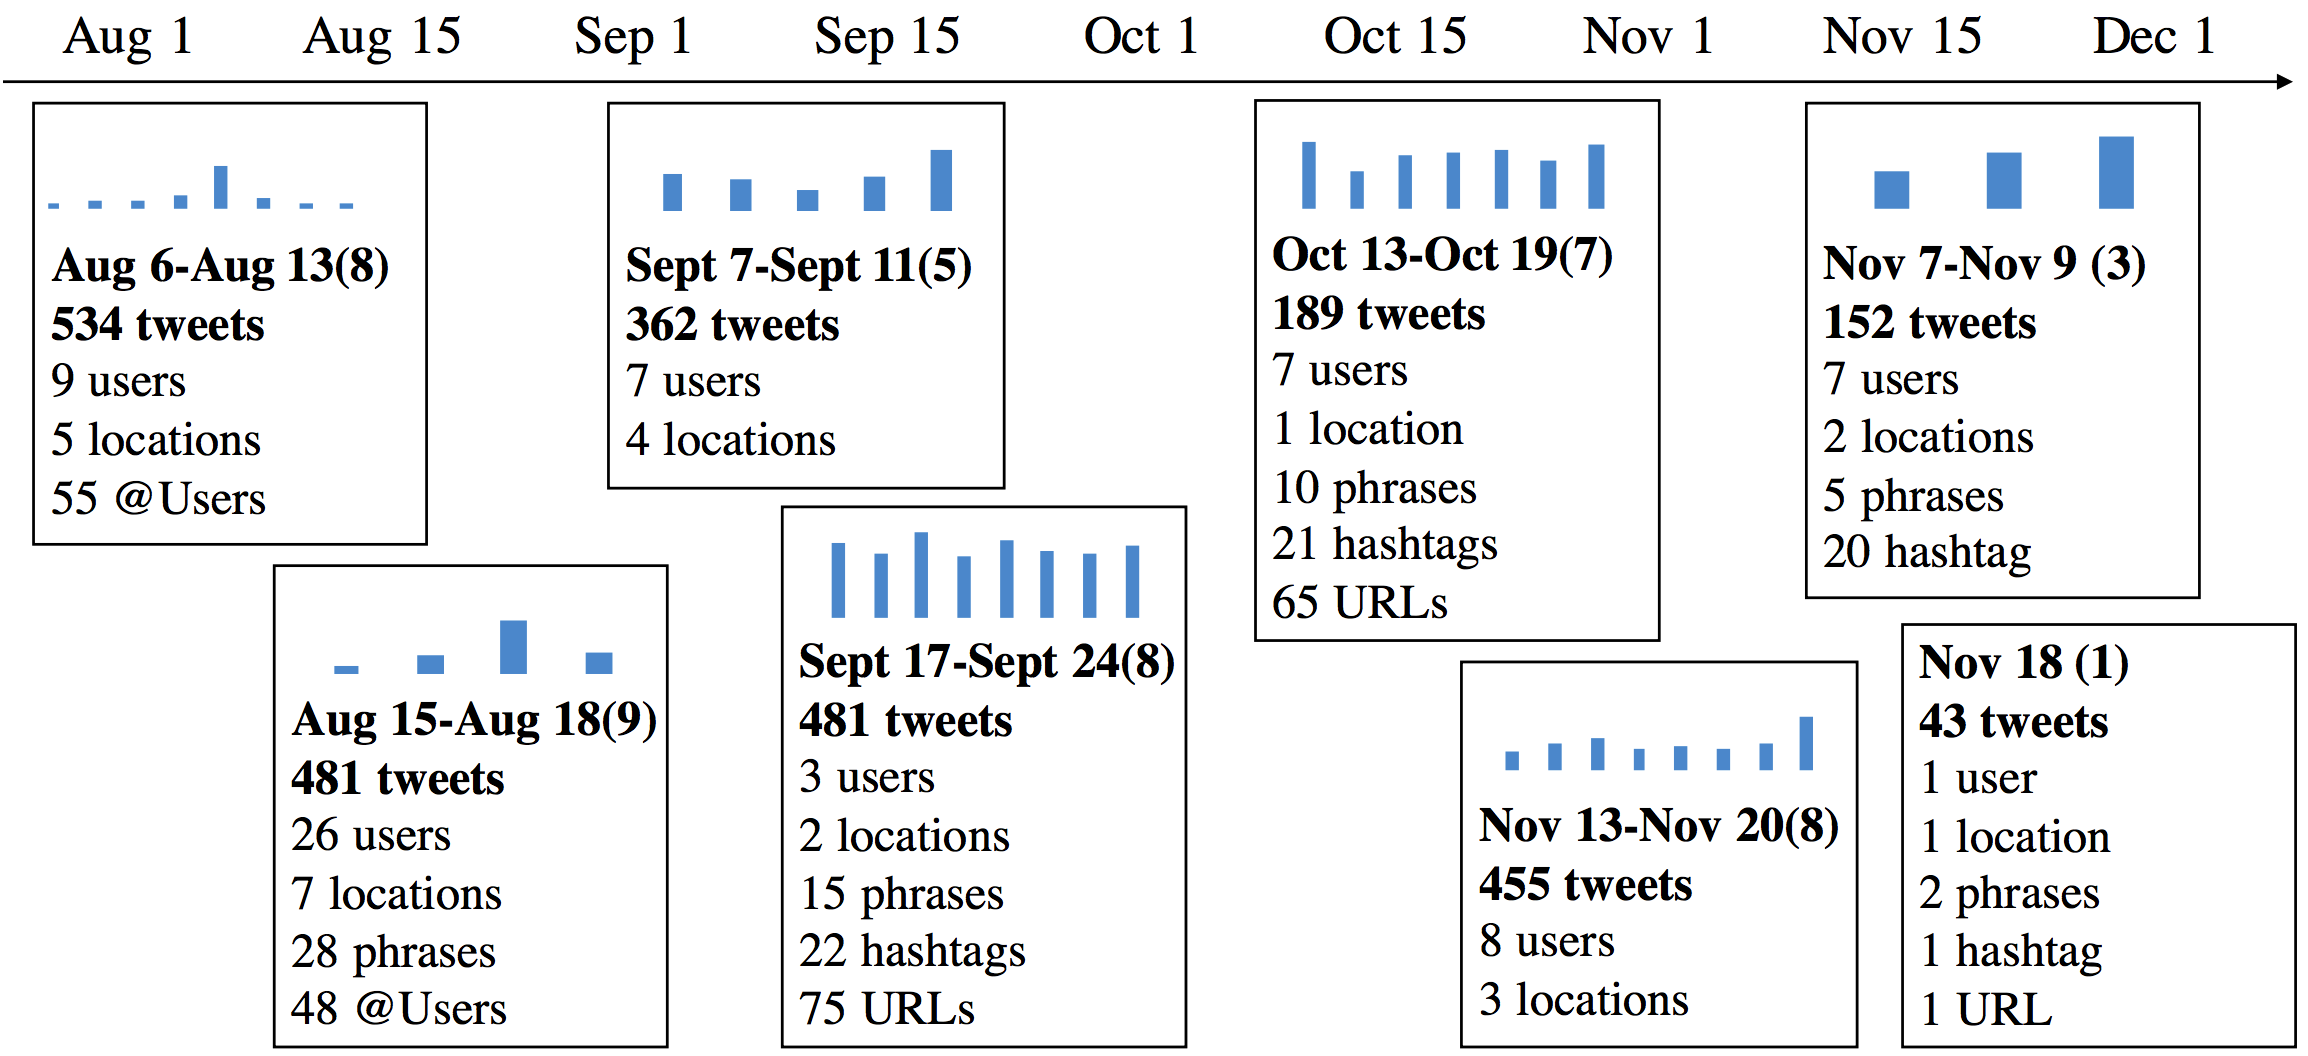 Aug 1 Aug 15 Sep 1 Sep 15 Oct 1 Oct 15 Nov 1 Nov 15 Dec 1
Aug 6-Aug 13(8)
534 tweets
9 users
5 locations
55 @Users
Aug 15-Aug 18(9)
481 tweets
26 users
7 locations
28 phrases
48 @Users
Sept 7-Sept 11(5)
362 tweets
7 users
4 locations
Sept 17-Sept 24(8)
481 tweets
3 users
2 locations
15 phrases
22 hashtags
75 URLs
Oct 13-Oct 19(7)
189 tweets
7 users
1 location
10 phrases
21 hashtags
65 URLs
Nov 13-Nov 20(8)
455 tweets
8 users
3 locations
Nov 7-Nov 9 (3)
152 tweets
7 users
2 locations
5 phrases
20 hashtag
Nov 18 (1)
43 tweets
1 user
1 location
2 phrases
1 hashtag
1 URL